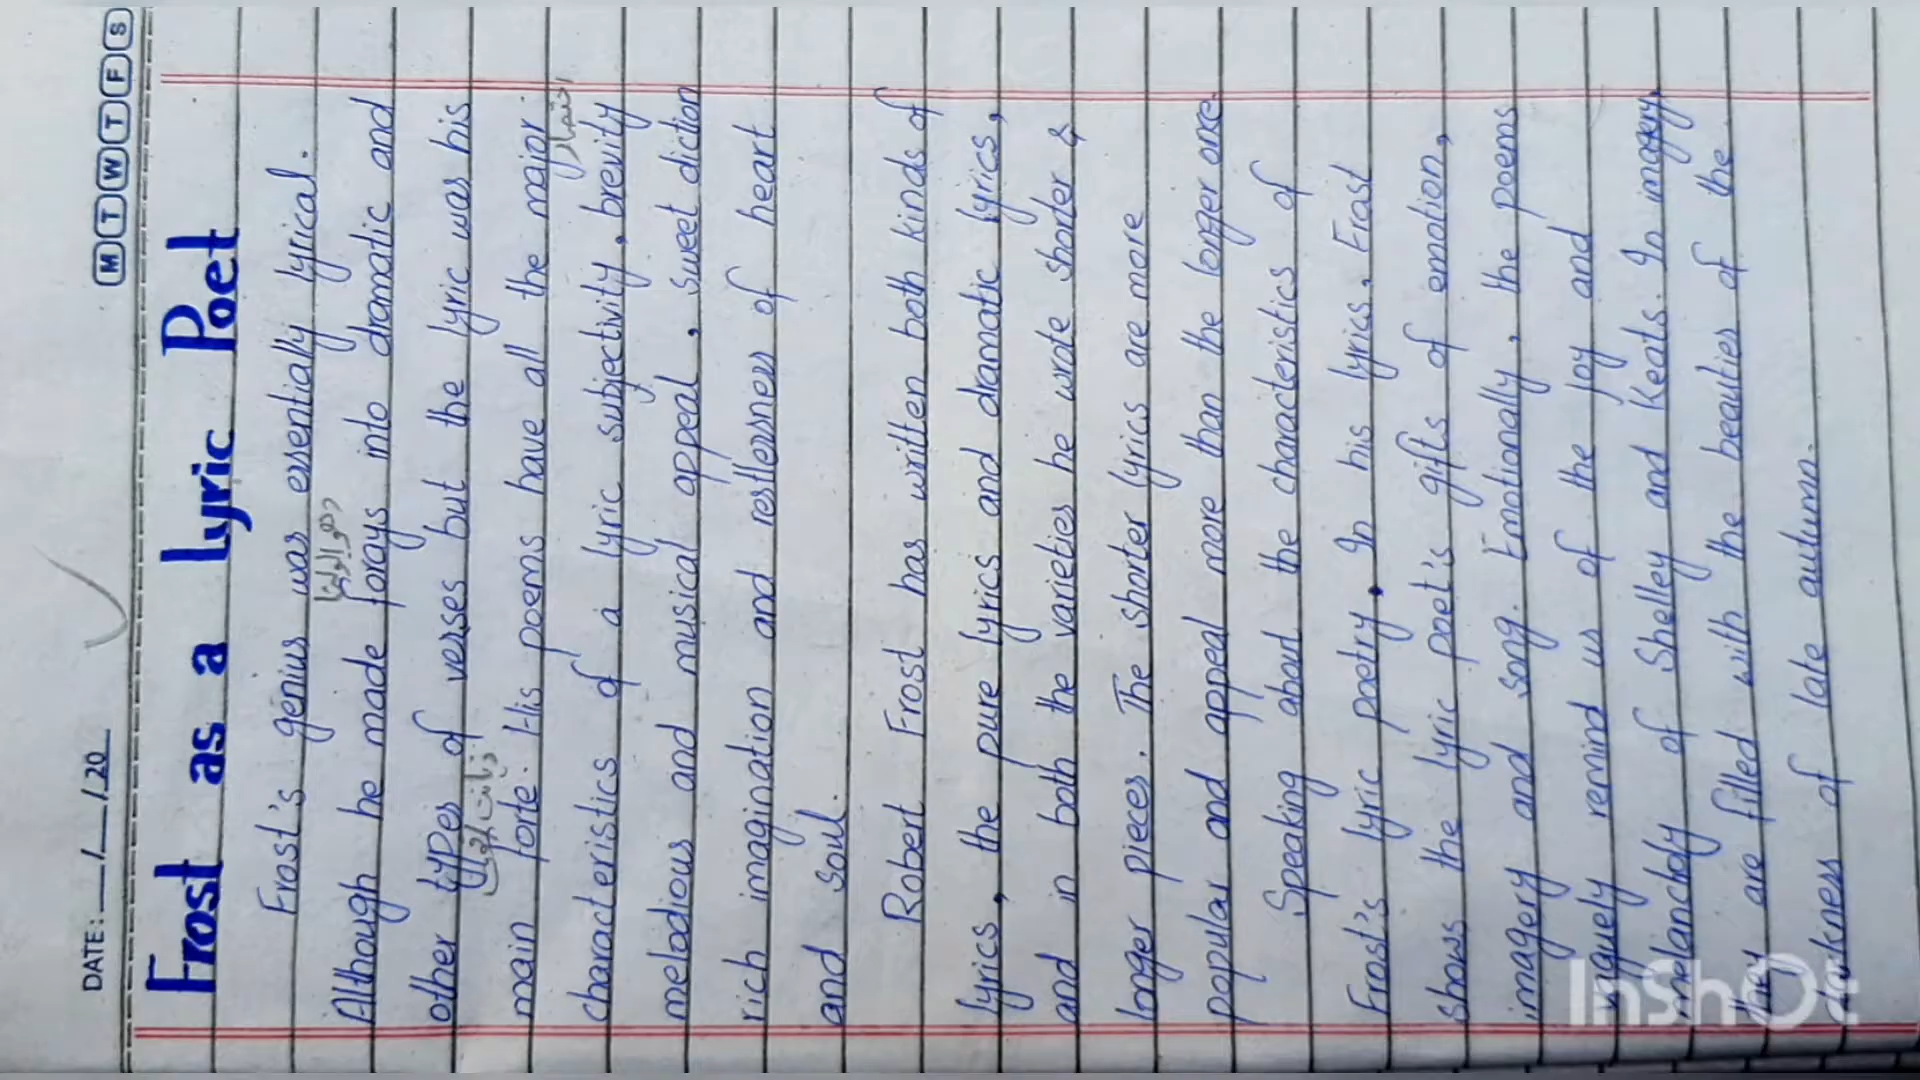 DATE: __/__/20__
M T W T F S
Frost as a Lyric Poet
Frost's genius was essentially lyrical.
Although he made forays into dramatic and
other types of verses but the lyric was his
main forte. His poems have all the major
اختصار
characteristics of a lyric subjectivity, brevity
melodious and musical appeal, sweet diction
rich imagination and restlessness of heart
and soul.
Robert Frost has written both kinds of
lyrics, the pure lyrics and dramatic lyrics,
and in both the varieties he wrote shorter &
longer pieces. The shorter lyrics are more
popular and appeal more than the longer once.
Speaking about the characteristics of
Frost's lyric poetry. In his lyrics, Frost
shows the lyric poet's gifts of emotion,
imagery and song. Emotionally, the poems
vaguely remind us of the joy and
melancholy of Shelley and Keats. In imagery,
they are filled with the beauties of the
darkness of late autumn.
InShOt